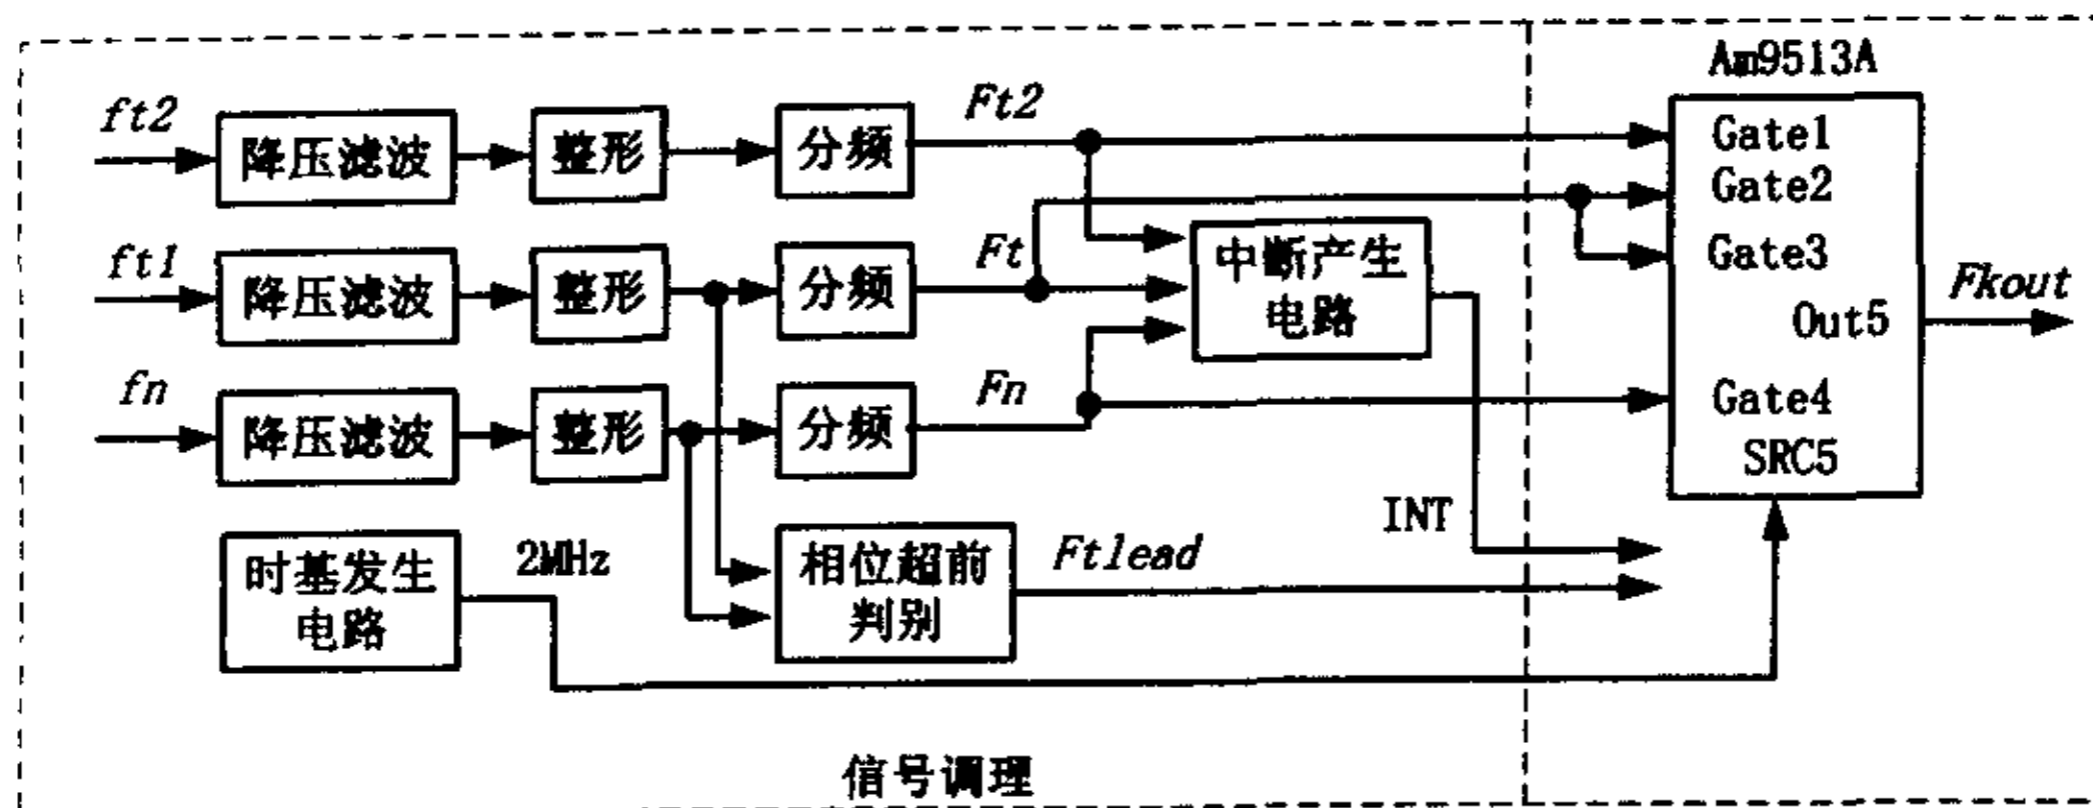 Am9513A
ft2
降压滤波
整形
分频
Ft2
Gate1
Gate2
ft1
降压滤波
整形
分频
Ft
中断产生
电路
Gate3
Out5
Fkout
fn
降压滤波
整形
分频
Fn
Gate4
SRC5
时基发生
电路
2MHz
相位超前
判别
Ftlead
INT
信号调理